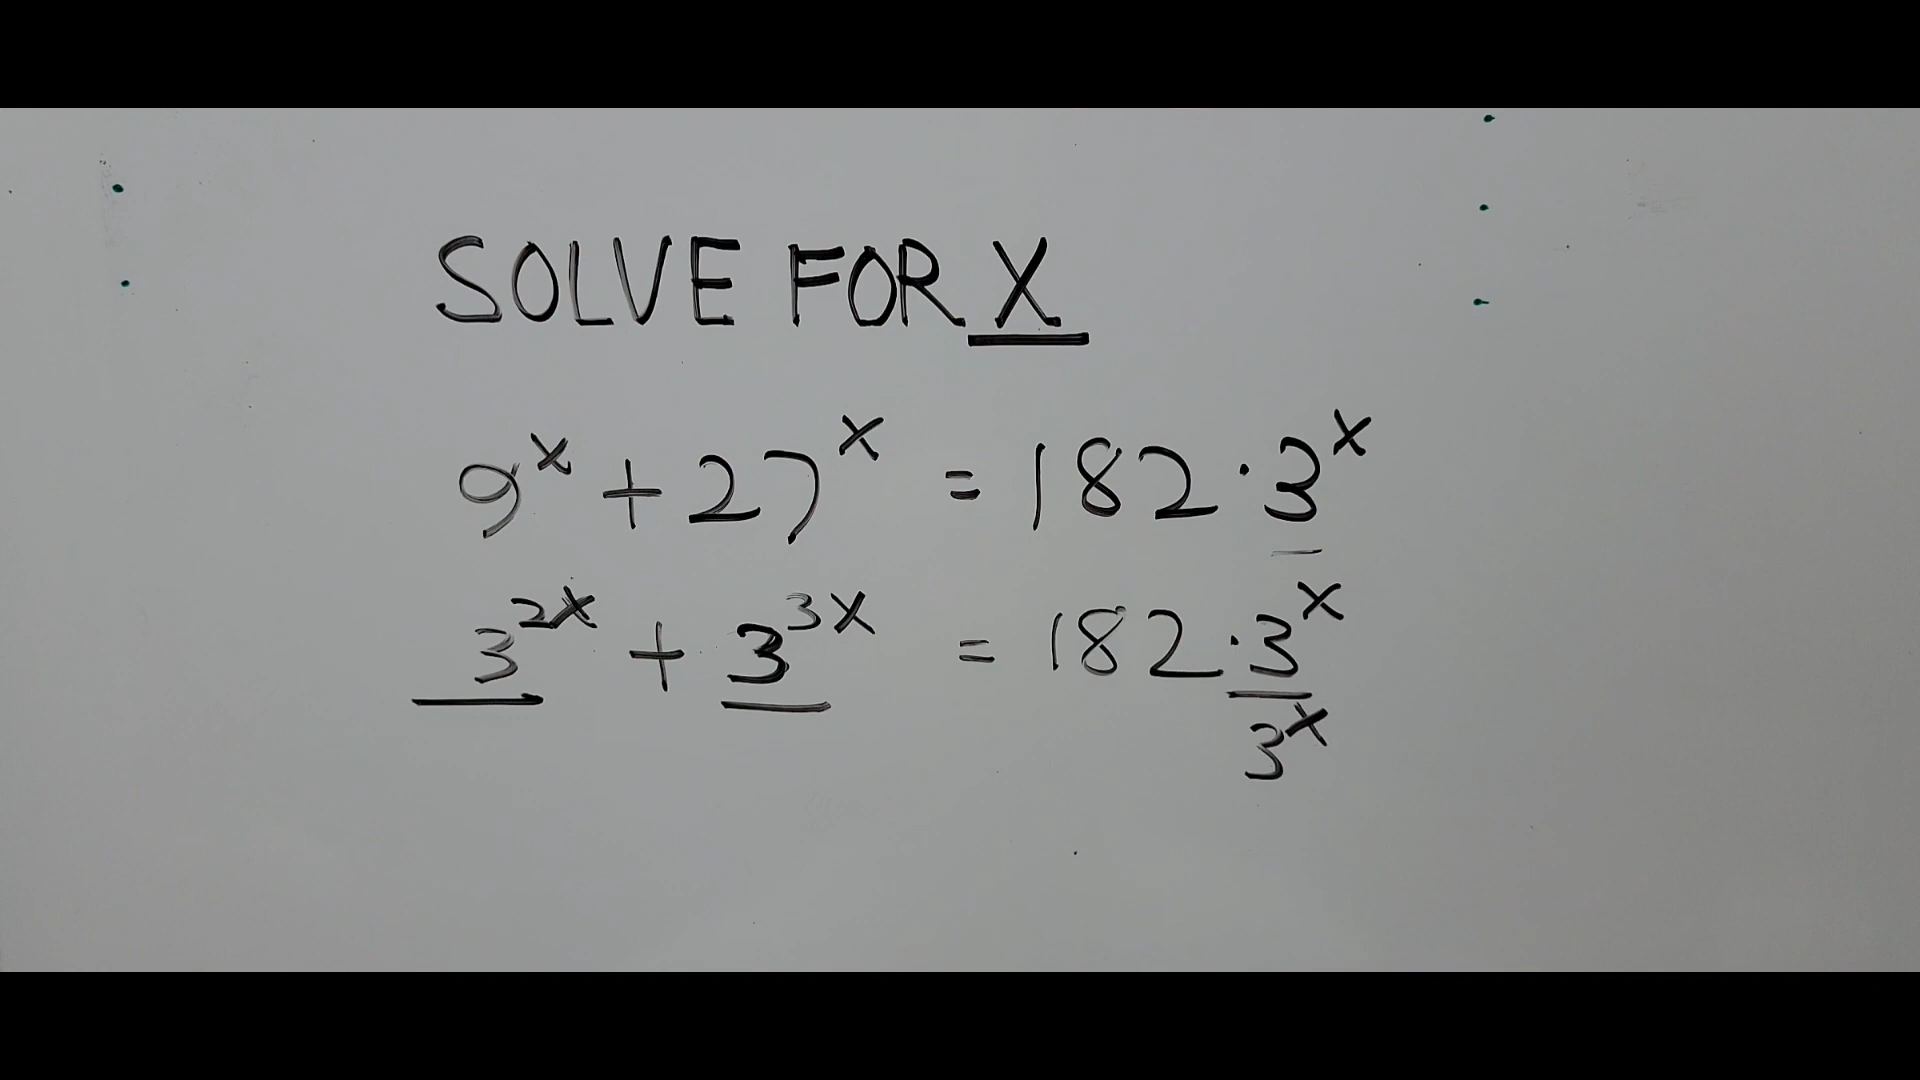 SOLVE FOR X
9^x + 27^x = 182 · 3^x
3^2x + 3^3x = 182 · 3^x
3^x